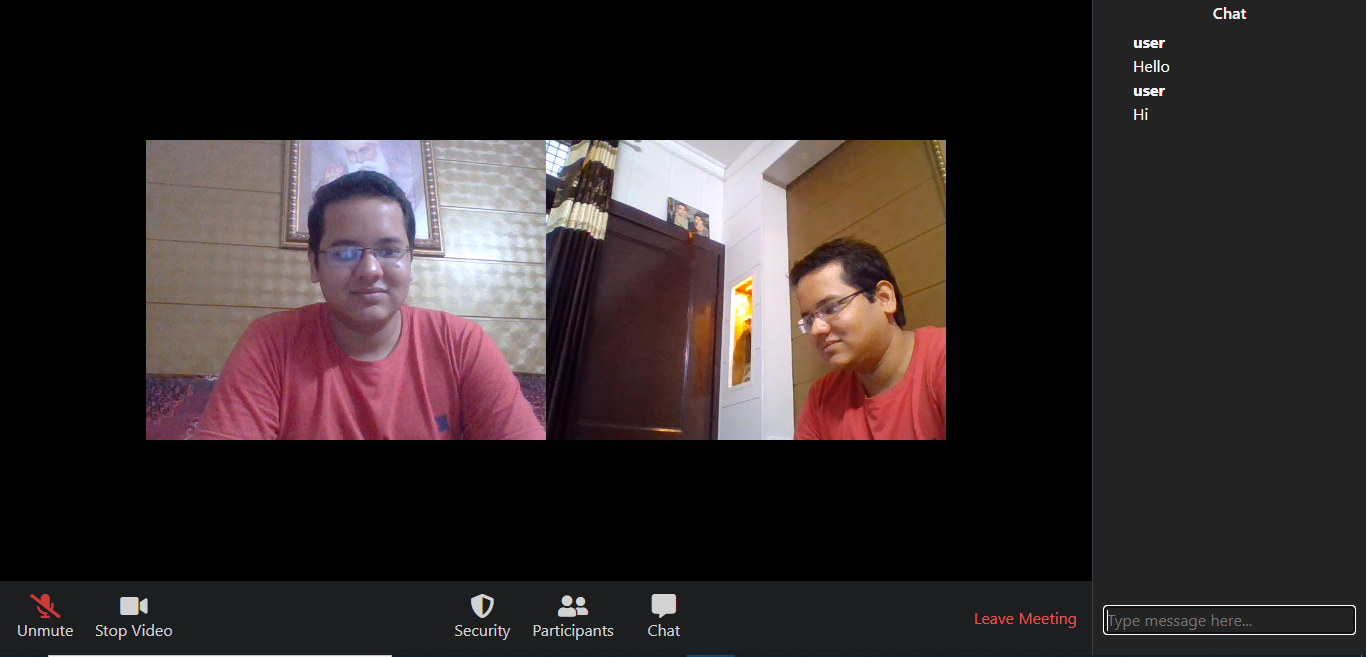 Chat
user
Hello
user
Hi
Unmute
Stop Video
Security
Participants
Chat
Leave Meeting
Type message here...